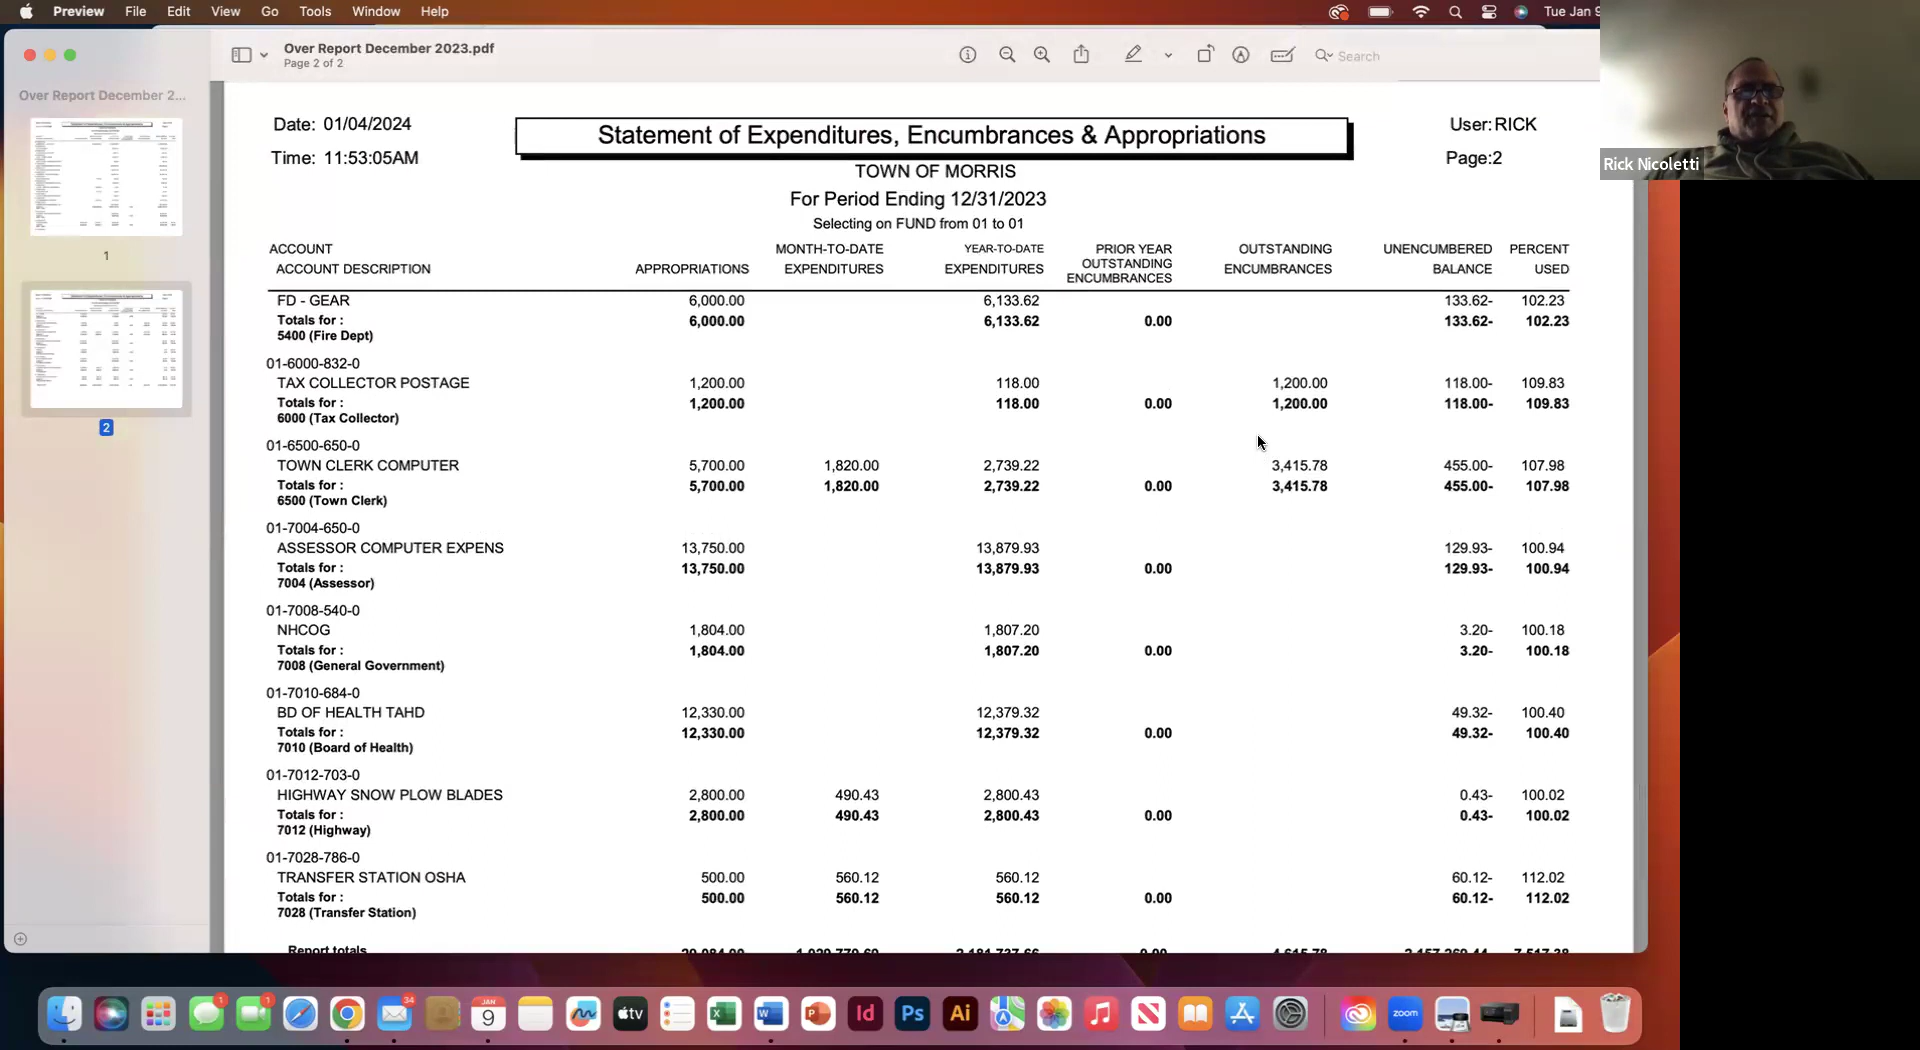 Preview File Edit View Go Tools Window Help
Tue Jan 9
Over Report December 2023.pdf
Page 2 of 2
Search
Over Report December 2...
1
2
Rick Nicoletti
Date: 01/04/2024
Time: 11:53:05AM
Statement of Expenditures, Encumbrances & Appropriations
User: RICK
Page:2
TOWN OF MORRIS
For Period Ending 12/31/2023
Selecting on FUND from 01 to 01
ACCOUNT MONTH-TO-DATE YEAR-TO-DATE PRIOR YEAR OUTSTANDING UNENCUMBERED PERCENT
ACCOUNT DESCRIPTION APPROPRIATIONS EXPENDITURES EXPENDITURES OUTSTANDING ENCUMBRANCES BALANCE USED
ENCUMBRANCES
FD - GEAR 6,000.00 6,133.62 133.62- 102.23
Totals for : 6,000.00 6,133.62 0.00 133.62- 102.23
5400 (Fire Dept)
01-6000-832-0
TAX COLLECTOR POSTAGE 1,200.00 118.00 1,200.00 118.00- 109.83
Totals for : 1,200.00 118.00 0.00 1,200.00 118.00- 109.83
6000 (Tax Collector)
01-6500-650-0
TOWN CLERK COMPUTER 5,700.00 1,820.00 2,739.22 3,415.78 455.00- 107.98
Totals for : 5,700.00 1,820.00 2,739.22 0.00 3,415.78 455.00- 107.98
6500 (Town Clerk)
01-7004-650-0
ASSESSOR COMPUTER EXPENS 13,750.00 13,879.93 129.93- 100.94
Totals for : 13,750.00 13,879.93 0.00 129.93- 100.94
7004 (Assessor)
01-7008-540-0
NHCOG 1,804.00 1,807.20 3.20- 100.18
Totals for : 1,804.00 1,807.20 0.00 3.20- 100.18
7008 (General Government)
01-7010-684-0
BD OF HEALTH TAHD 12,330.00 12,379.32 49.32- 100.40
Totals for : 12,330.00 12,379.32 0.00 49.32- 100.40
7010 (Board of Health)
01-7012-703-0
HIGHWAY SNOW PLOW BLADES 2,800.00 490.43 2,800.43 0.43- 100.02
Totals for : 2,800.00 490.43 2,800.43 0.00 0.43- 100.02
7012 (Highway)
01-7028-786-0
TRANSFER STATION OSHA 500.00 560.12 560.12 60.12- 112.02
Totals for : 500.00 560.12 560.12 0.00 60.12- 112.02
7028 (Transfer Station)
Report totals
1 1 34 JAN 9 tv Id Ps Ai zoom